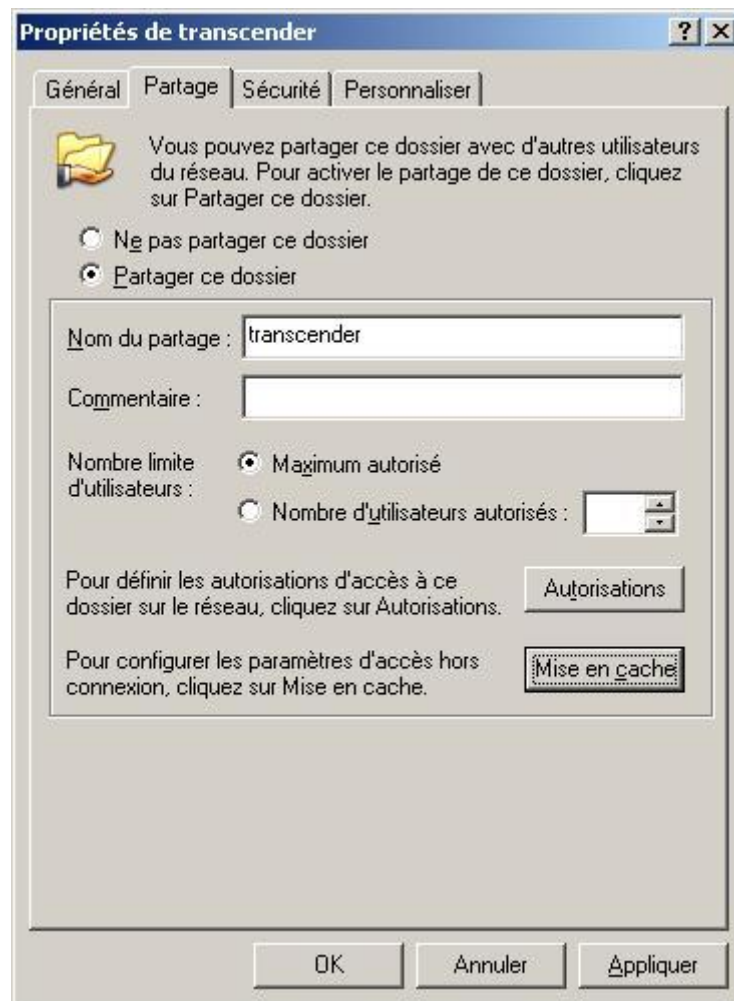 Propriétés de transcender
Général Partage Sécurité Personnaliser
Vous pouvez partager ce dossier avec d'autres utilisateurs
du réseau. Pour activer le partage de ce dossier, cliquez
sur Partager ce dossier.
Ne pas partager ce dossier
Partager ce dossier
Nom du partage : transcender
Commentaire :
Nombre limite
d'utilisateurs :
Maximum autorisé
Nombre d'utilisateurs autorisés :
Pour définir les autorisations d'accès à ce
dossier sur le réseau, cliquez sur Autorisations.
Autorisations
Pour configurer les paramètres d'accès hors
connexion, cliquez sur Mise en cache.
Mise en cache
OK Annuler Appliquer